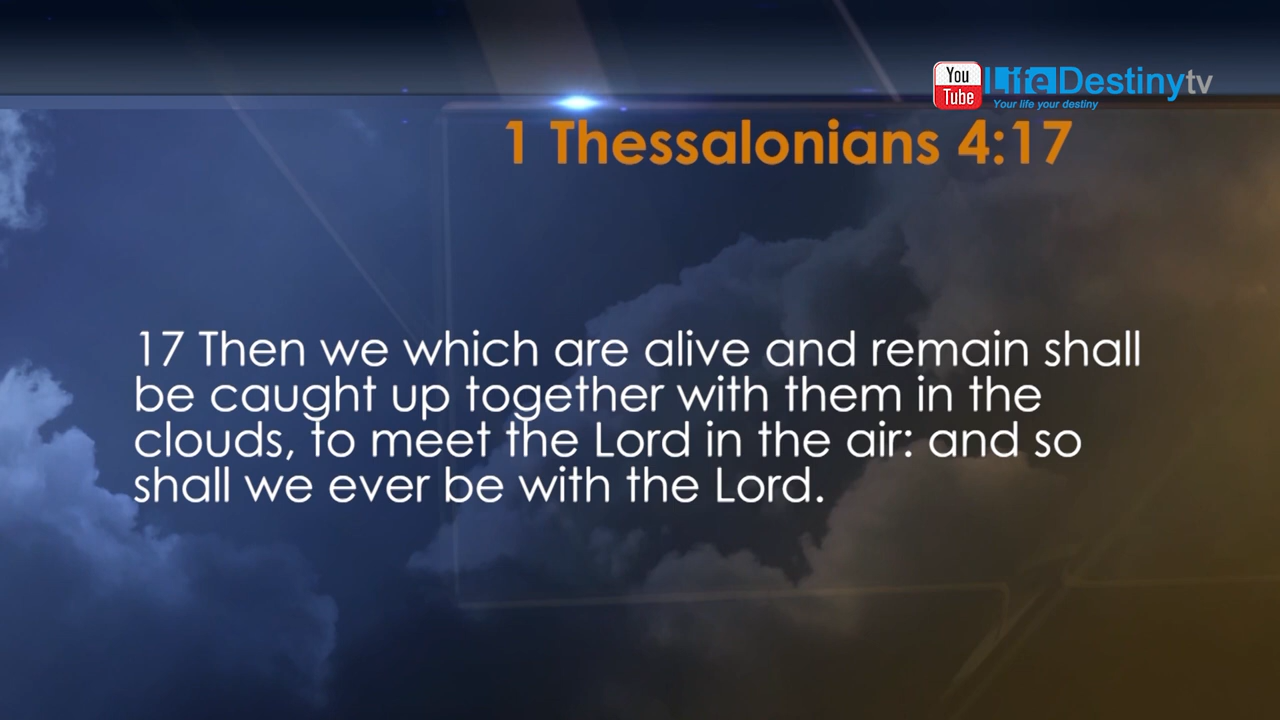 You
Tube
LifeDestinytv
Your life your destiny
1 Thessalonians 4:17
17 Then we which are alive and remain shall
be caught up together with them in the
clouds, to meet the Lord in the air: and so
shall we ever be with the Lord.